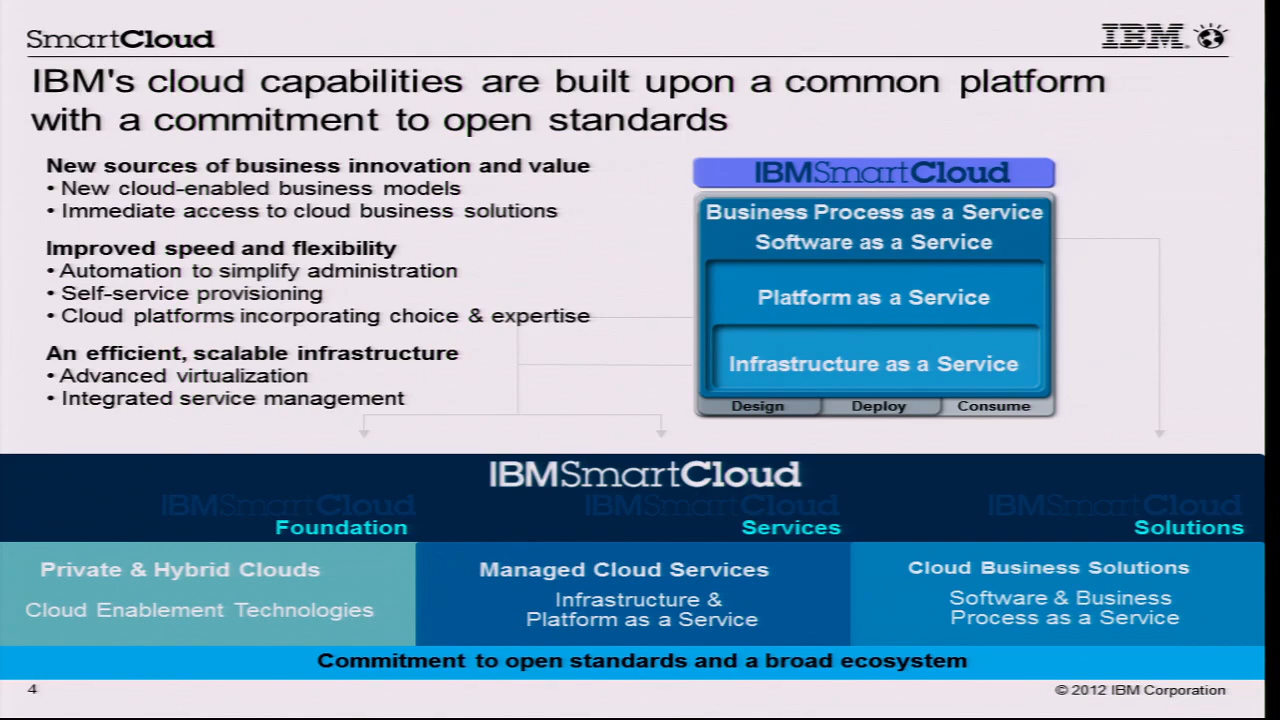 SmartCloud
IBM
IBM's cloud capabilities are built upon a common platform
with a commitment to open standards
New sources of business innovation and value
• New cloud-enabled business models
• Immediate access to cloud business solutions
Improved speed and flexibility
• Automation to simplify administration
• Self-service provisioning
• Cloud platforms incorporating choice & expertise
An efficient, scalable infrastructure
• Advanced virtualization
• Integrated service management
IBMSmartCloud
Business Process as a Service
Software as a Service
Platform as a Service
Infrastructure as a Service
Design Deploy Consume
IBMSmartCloud
IBMSmartCloud IBMSmartCloud IBMSmartCloud
Foundation Services Solutions
Private & Hybrid Clouds
Cloud Enablement Technologies
Managed Cloud Services
Infrastructure &
Platform as a Service
Cloud Business Solutions
Software & Business
Process as a Service
Commitment to open standards and a broad ecosystem
4
© 2012 IBM Corporation